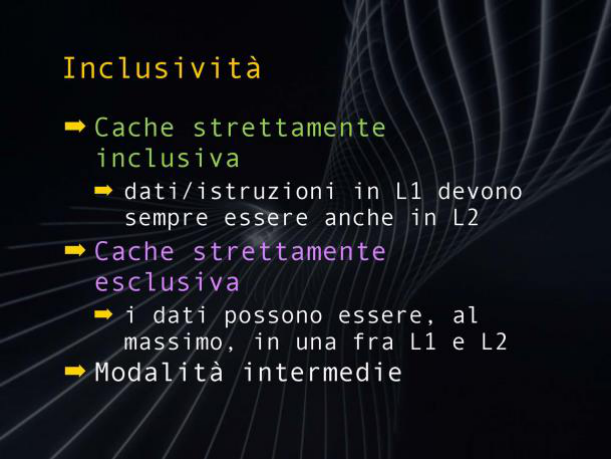 Inclusività
➡ Cache strettamente
inclusiva
➡ dati/istruzioni in L1 devono
sempre essere anche in L2
➡ Cache strettamente
esclusiva
➡ i dati possono essere, al
massimo, in una fra L1 e L2
➡ Modalità intermedie